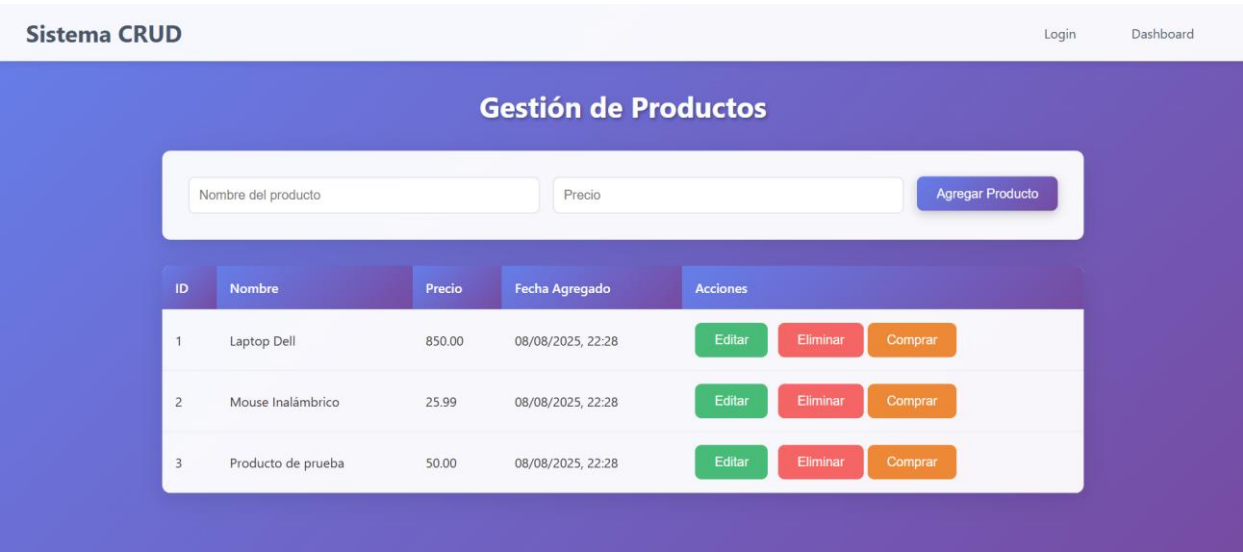 Sistema CRUD Login Dashboard
Gestión de Productos
Nombre del producto Precio Agregar Producto
ID Nombre Precio Fecha Agregado Acciones
1 Laptop Dell 850.00 08/08/2025, 22:28 Editar Eliminar Comprar
2 Mouse Inalámbrico 25.99 08/08/2025, 22:28 Editar Eliminar Comprar
3 Producto de prueba 50.00 08/08/2025, 22:28 Editar Eliminar Comprar